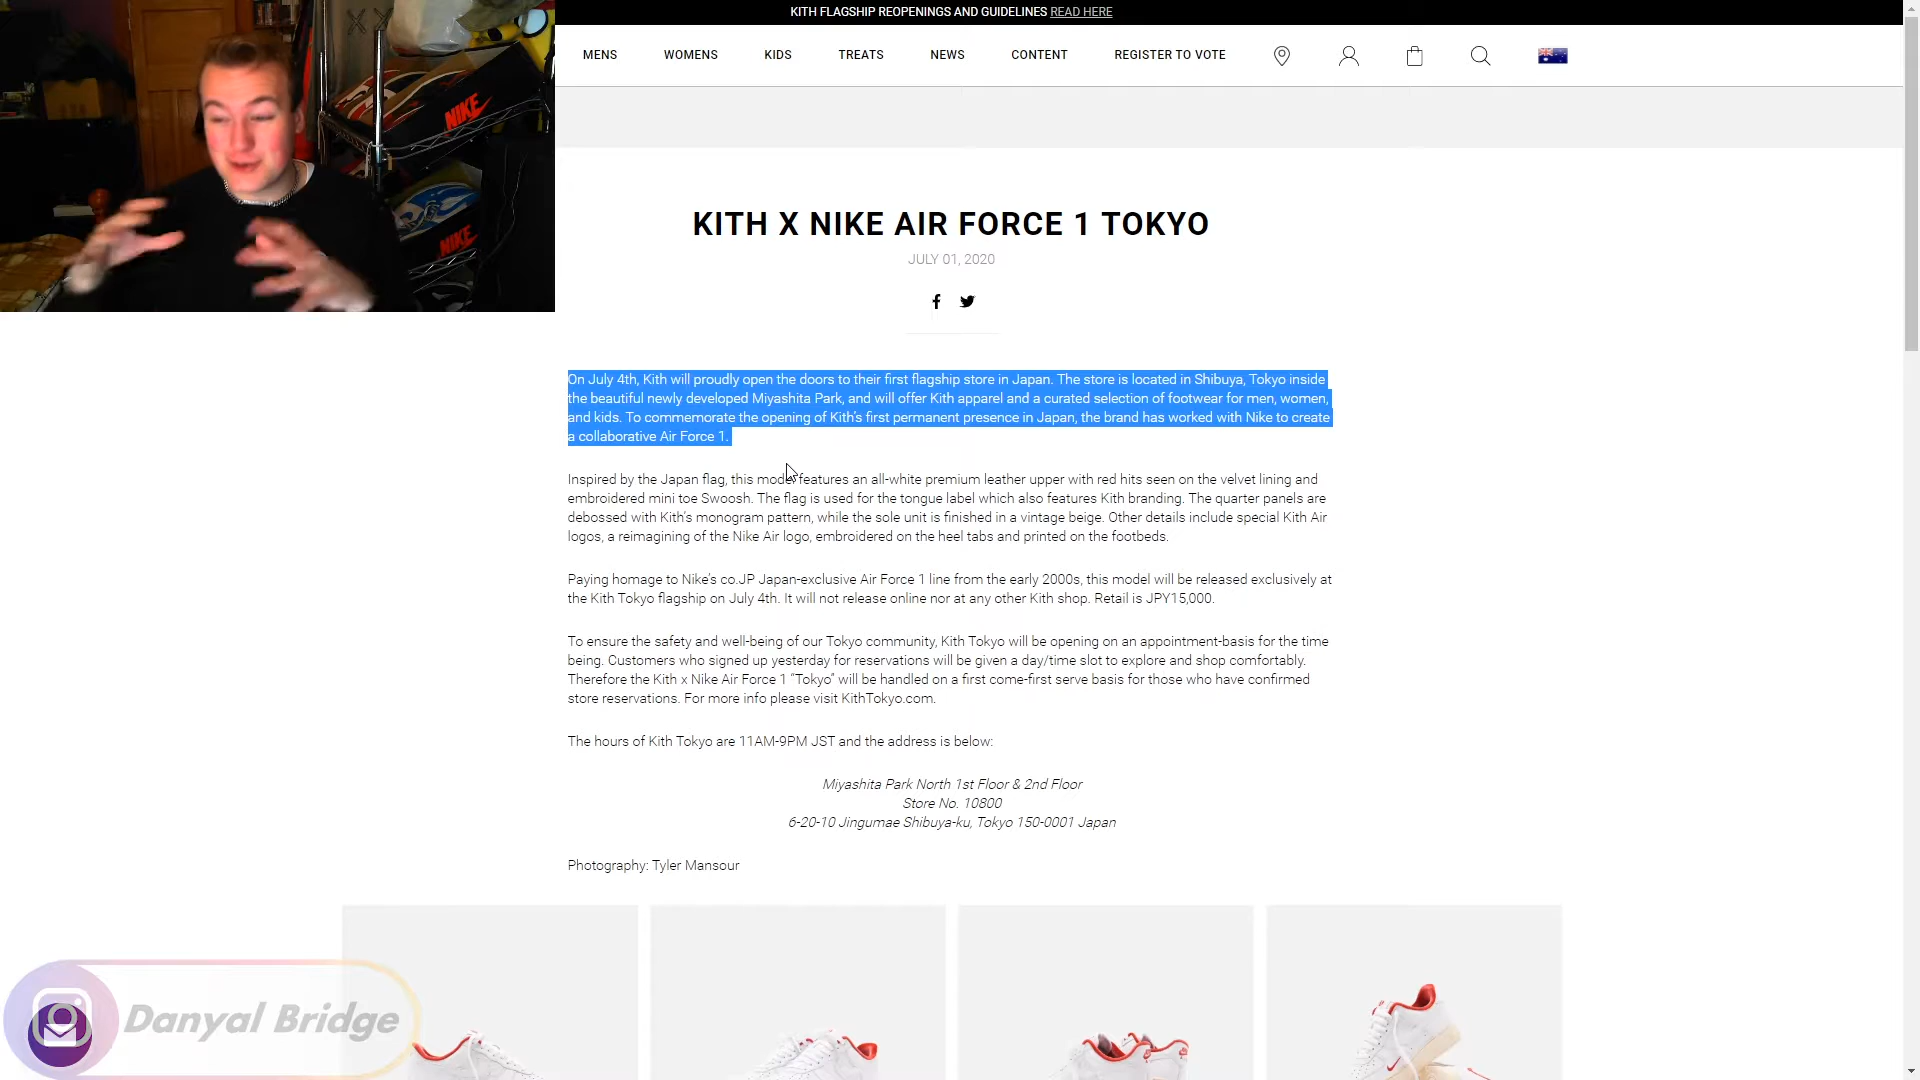 KITH FLAGSHIP REOPENINGS AND GUIDELINES READ HERE
MENS WOMENS KIDS TREATS NEWS CONTENT REGISTER TO VOTE
NIKE
NIKE
KITH X NIKE AIR FORCE 1 TOKYO
JULY 01, 2020
On July 4th, Kith will proudly open the doors to their first flagship store in Japan. The store is located in Shibuya, Tokyo inside
the beautiful newly developed Miyashita Park, and will offer Kith apparel and a curated selection of footwear for men, women,
and kids. To commemorate the opening of Kith's first permanent presence in Japan, the brand has worked with Nike to create
a collaborative Air Force 1.
Inspired by the Japan flag, this model features an all-white premium leather upper with red hits seen on the velvet lining and
embroidered mini toe Swoosh. The flag is used for the tongue label which also features Kith branding. The quarter panels are
debossed with Kith's monogram pattern, while the sole unit is finished in a vintage beige. Other details include special Kith Air
logos, a reimagining of the Nike Air logo, embroidered on the heel tabs and printed on the footbeds.
Paying homage to Nike's co.JP Japan-exclusive Air Force 1 line from the early 2000s, this model will be released exclusively at
the Kith Tokyo flagship on July 4th. It will not release online nor at any other Kith shop. Retail is JPY15,000.
To ensure the safety and well-being of our Tokyo community, Kith Tokyo will be opening on an appointment-basis for the time
being. Customers who signed up yesterday for reservations will be given a day/time slot to explore and shop comfortably.
Therefore the Kith x Nike Air Force 1 “Tokyo” will be handled on a first come-first serve basis for those who have confirmed
store reservations. For more info please visit KithTokyo.com.
The hours of Kith Tokyo are 11AM-9PM JST and the address is below:
Miyashita Park North 1st Floor & 2nd Floor
Store No. 10800
6-20-10 Jingumae Shibuya-ku, Tokyo 150-0001 Japan
Photography: Tyler Mansour
Danyal Bridge